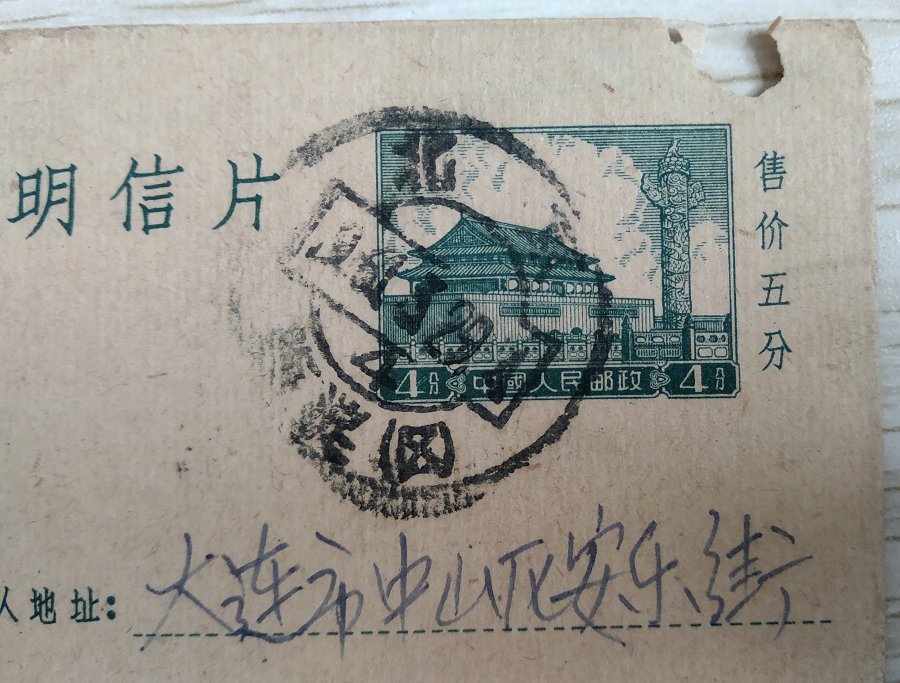 明信片
售价五分
北
4分 中國人民邮政 4分
人地址: 大连市中山区安乐街